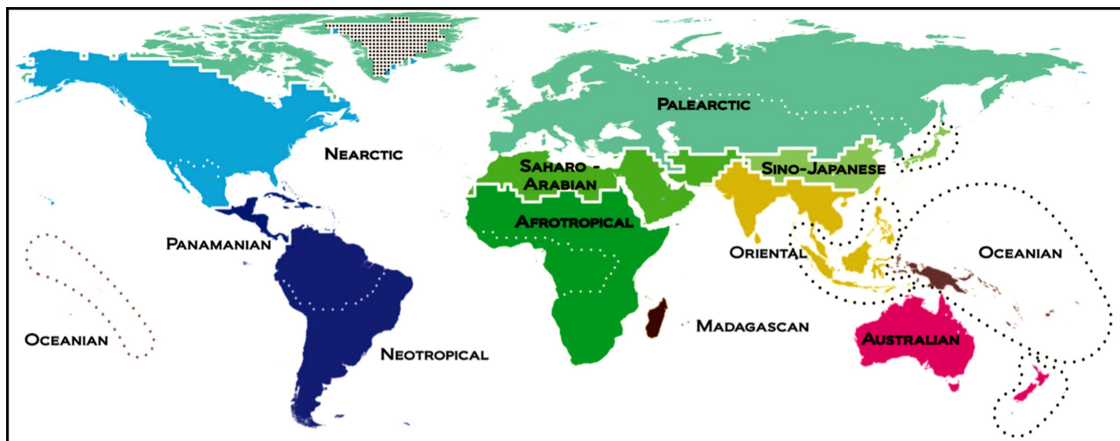 PALEARCTIC
NEARCTIC
SAHARO -
ARABIAN
SINO-JAPANESE
AFROTROPICAL
PANAMANIAN
ORIENTAL
OCEANIAN
OCEANIAN
MADAGASCAN
AUSTRALIAN
NEOTROPICAL